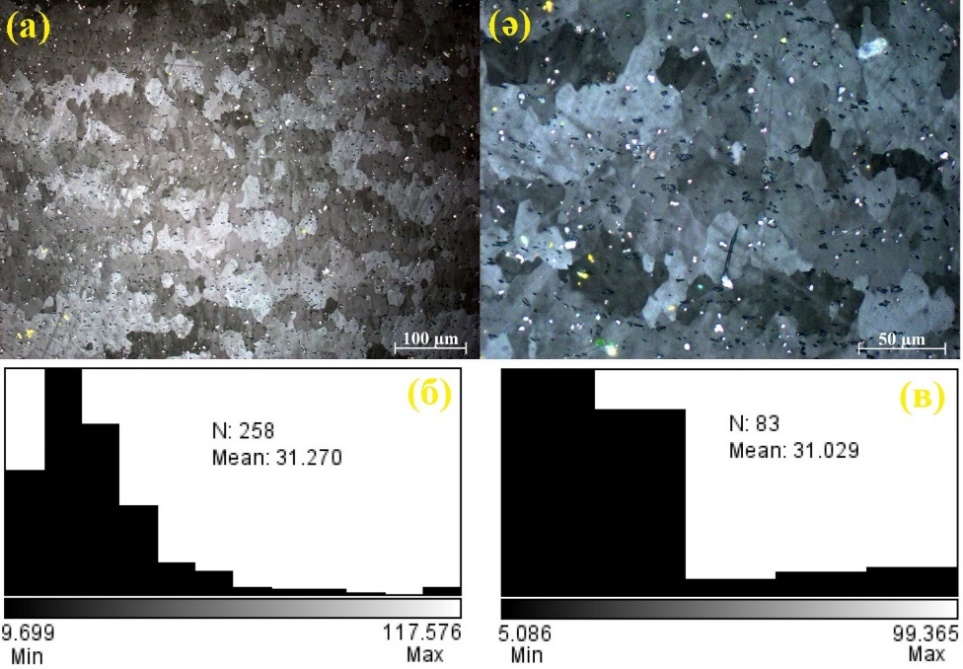 (а)
(ә)
100 μm
50 μm
(б)
(в)
N: 258
Mean: 31.270
N: 83
Mean: 31.029
9.699
117.576
Min
Max
5.086
99.365
Min
Max